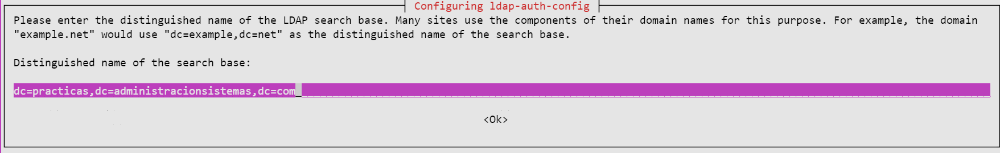 Configuring ldap-auth-config
Please enter the distinguished name of the LDAP search base. Many sites use the components of their domain names for this purpose. For example, the domain
"example.net" would use "dc=example,dc=net" as the distinguished name of the search base.
Distinguished name of the search base:
dc=practicas,dc=administracionsistemas,dc=com
<Ok>